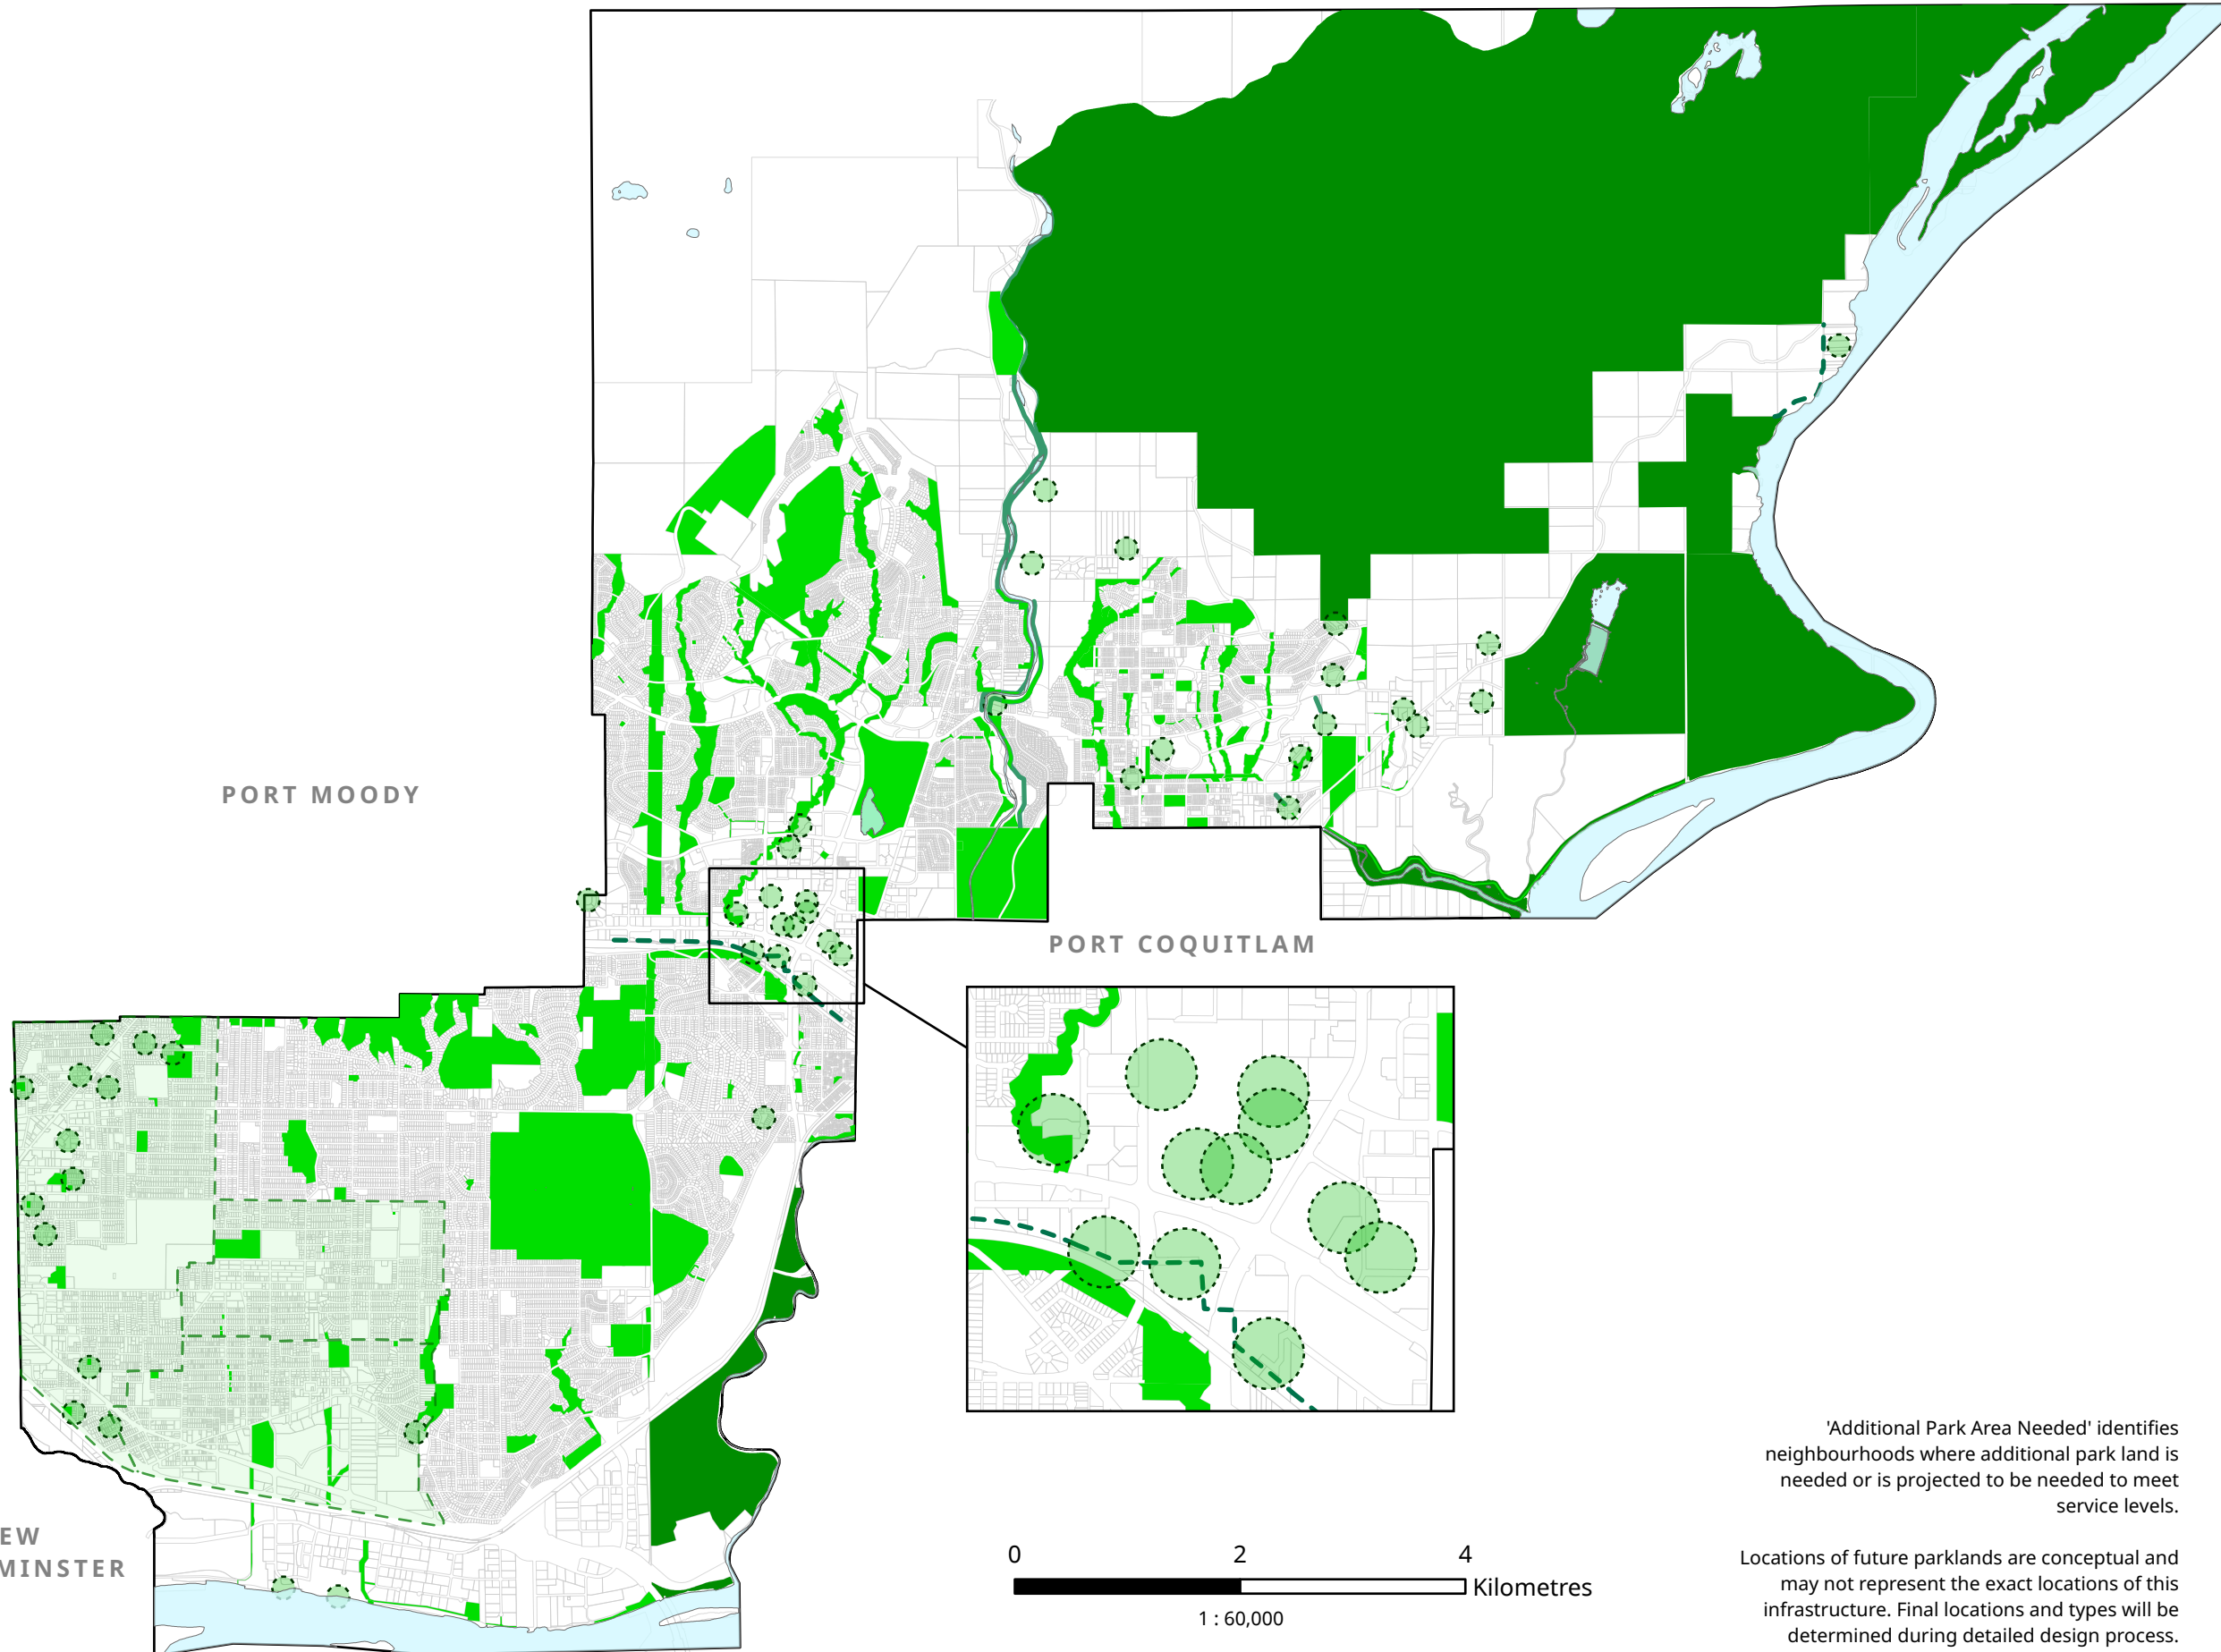 PORT MOODY
PORT COQUITLAM
EW
MINSTER
0 2 4
Kilometres
1 : 60,000
'Additional Park Area Needed' identifies
neighbourhoods where additional park land is
needed or is projected to be needed to meet
service levels.
Locations of future parklands are conceptual and
may not represent the exact locations of this
infrastructure. Final locations and types will be
determined during detailed design process.